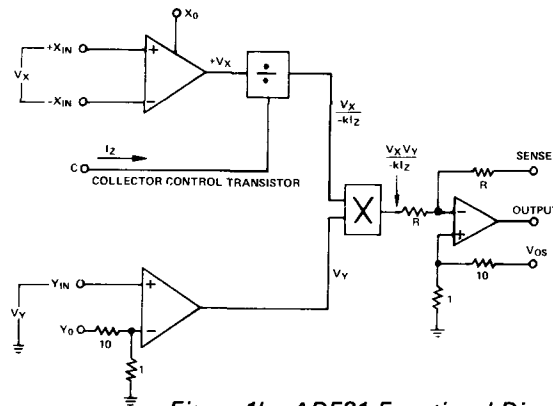 X₀
+X_IN
V_X
-X_IN
+
−
+V_X
÷
V_X
-kI_Z
I_Z
C
COLLECTOR CONTROL TRANSISTOR
V_X V_Y
-kI_Z
SENSE
R
X
R
−
+
OUTPUT
V_OS
10
1
V_Y
Y_IN
+
V_Y
Y₀
10
−
1